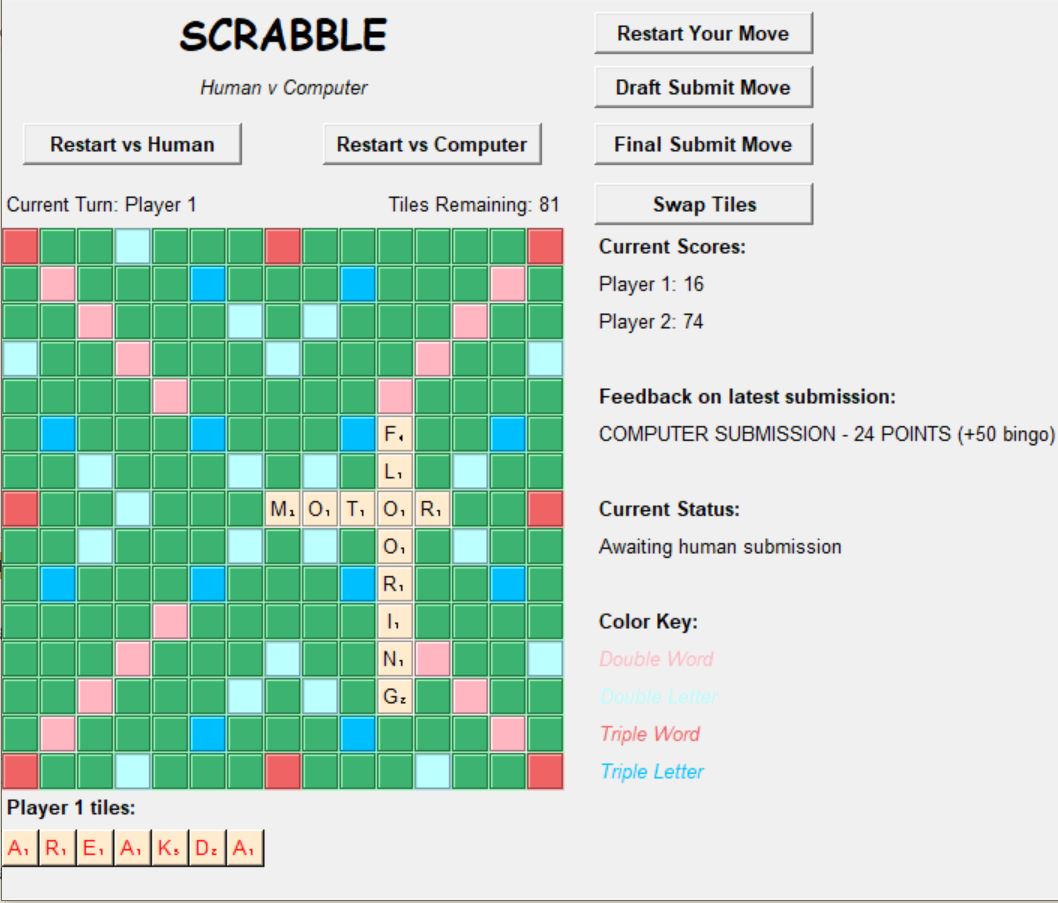 SCRABBLE
Human v Computer
Restart vs Human
Restart vs Computer
Restart Your Move
Draft Submit Move
Final Submit Move
Swap Tiles
Current Turn: Player 1
Tiles Remaining: 81
F₄
L₁
M₃ O₁ T₁ O₁ R₁
O₁
R₁
I₁
N₁
G₂
Player 1 tiles:
A₁ R₁ E₁ A₁ K₅ D₂ A₁
Current Scores:
Player 1: 16
Player 2: 74
Feedback on latest submission:
COMPUTER SUBMISSION - 24 POINTS (+50 bingo)
Current Status:
Awaiting human submission
Color Key:
Double Word
Double Letter
Triple Word
Triple Letter